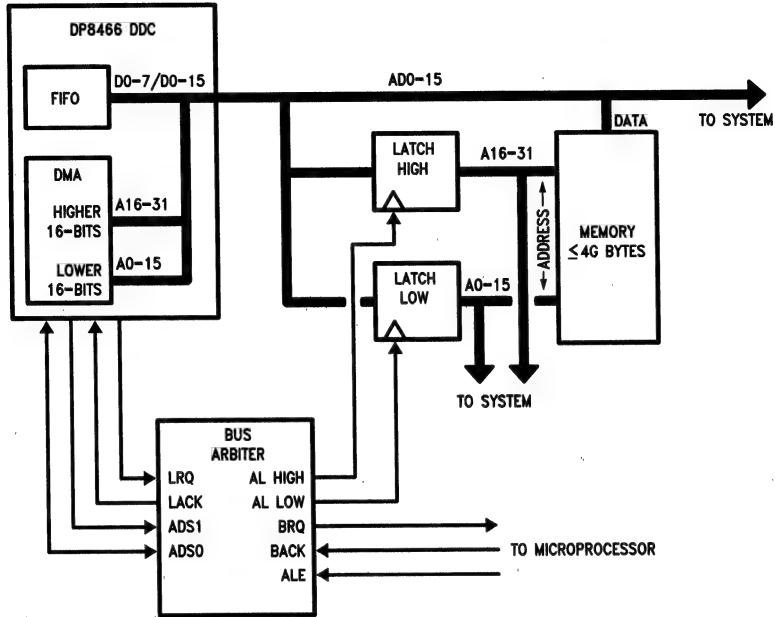 DP8466 DDC
FIFO
D0-7/D0-15
AD0-15
TO SYSTEM
DATA
DMA
HIGHER
16-BITS
A16-31
LOWER
16-BITS
A0-15
LATCH
HIGH
A16-31
LATCH
LOW
A0-15
ADDRESS
MEMORY
≤4G BYTES
TO SYSTEM
BUS
ARBITER
LRQ
AL HIGH
LACK
AL LOW
ADS1
BRQ
ADS0
BACK
ALE
TO MICROPROCESSOR